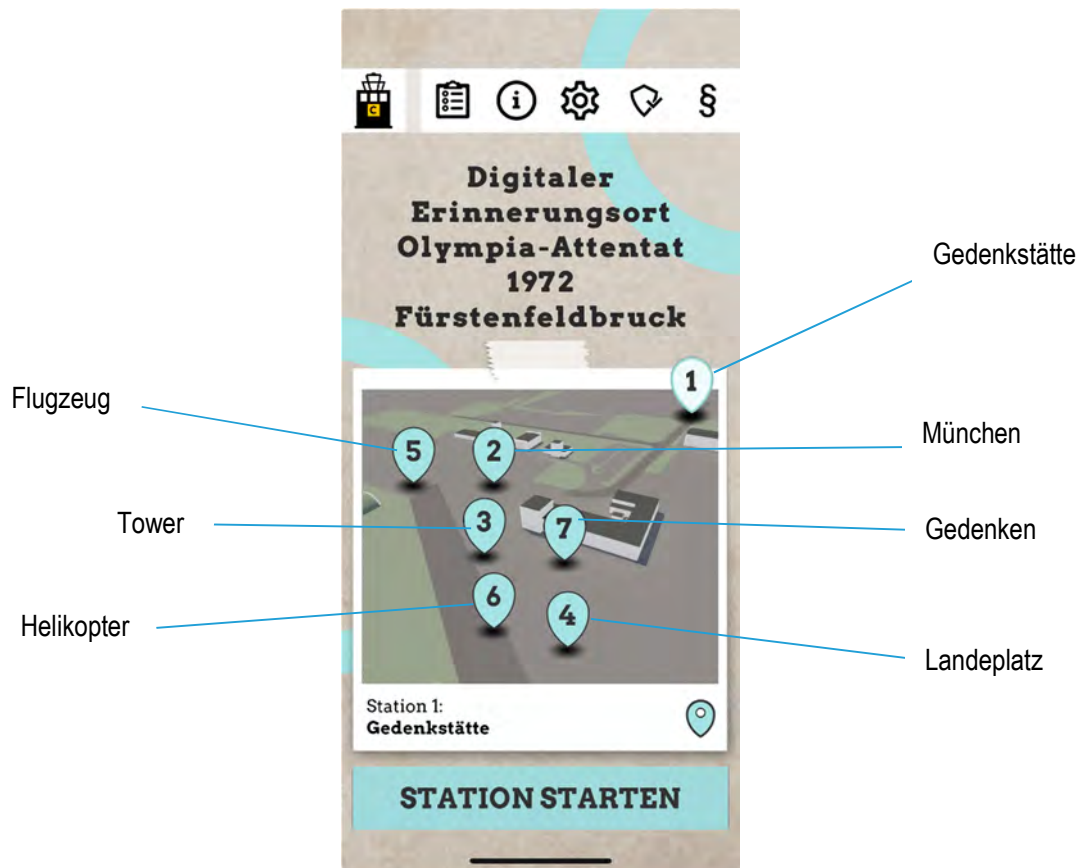 C
i
§
Digitaler
Erinnerungsort
Olympia-Attentat
1972
Fürstenfeldbruck
Gedenkstätte
1
Flugzeug
5
2
München
Tower
3
7
Gedenken
Helikopter
6
4
Landeplatz
Station 1:
Gedenkstätte
STATION STARTEN